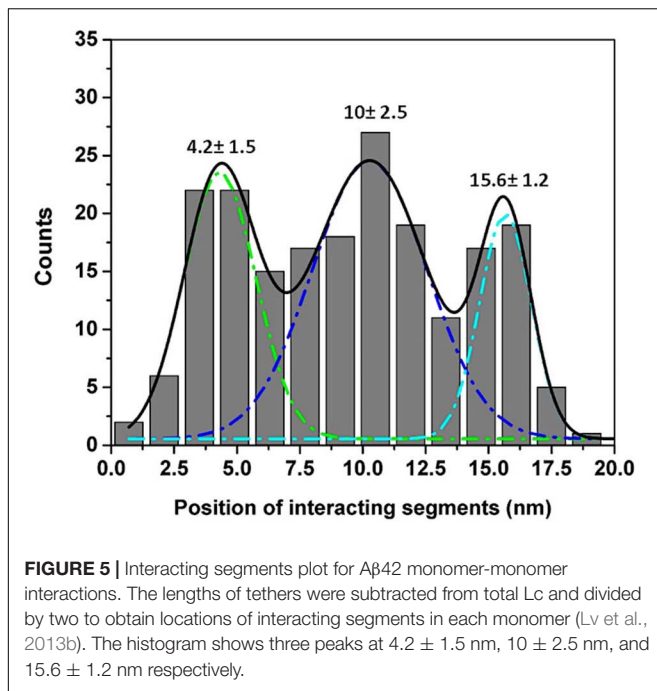 35
30
25
20
15
10
5
0
Counts
4.2± 1.5
10± 2.5
15.6± 1.2
0.0 2.5 5.0 7.5 10.0 12.5 15.0 17.5 20.0
Position of interacting segments (nm)
FIGURE 5 | Interacting segments plot for Aβ42 monomer-monomer
interactions. The lengths of tethers were subtracted from total Lc and divided
by two to obtain locations of interacting segments in each monomer (Lv et al.,
2013b). The histogram shows three peaks at 4.2 ± 1.5 nm, 10 ± 2.5 nm, and
15.6 ± 1.2 nm respectively.